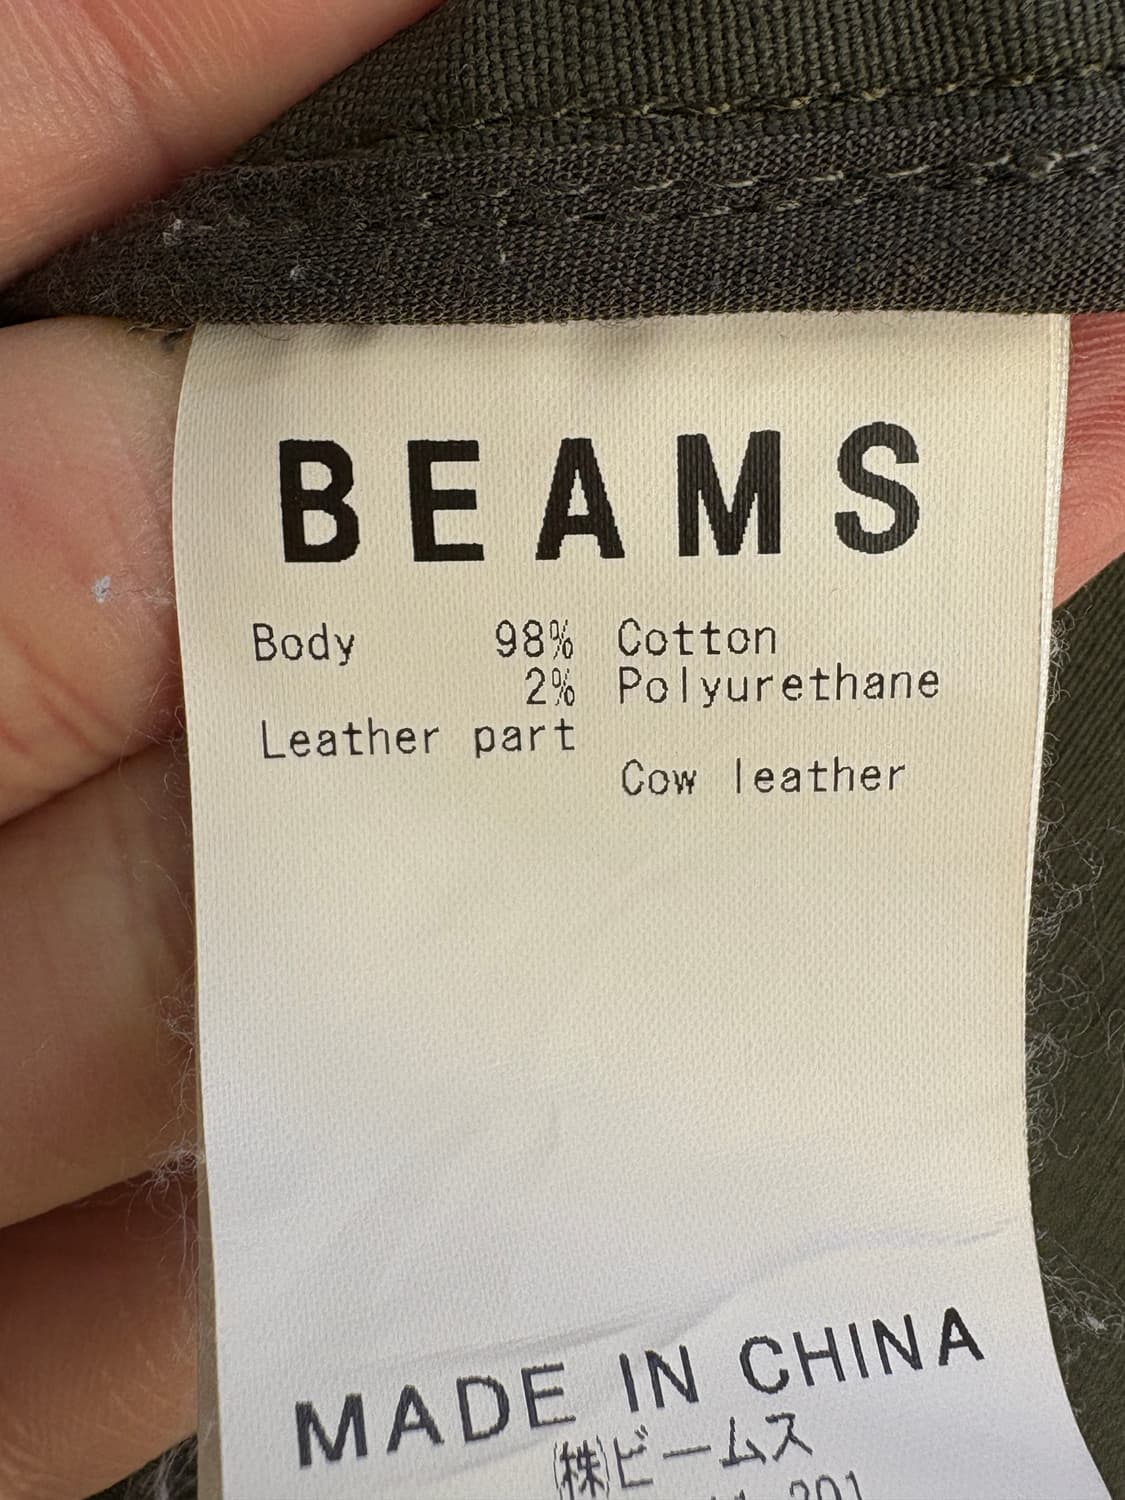 BEAMS
Body 98% Cotton
2% Polyurethane
Leather part
Cow leather
MADE IN CHINA
(株)ビームス